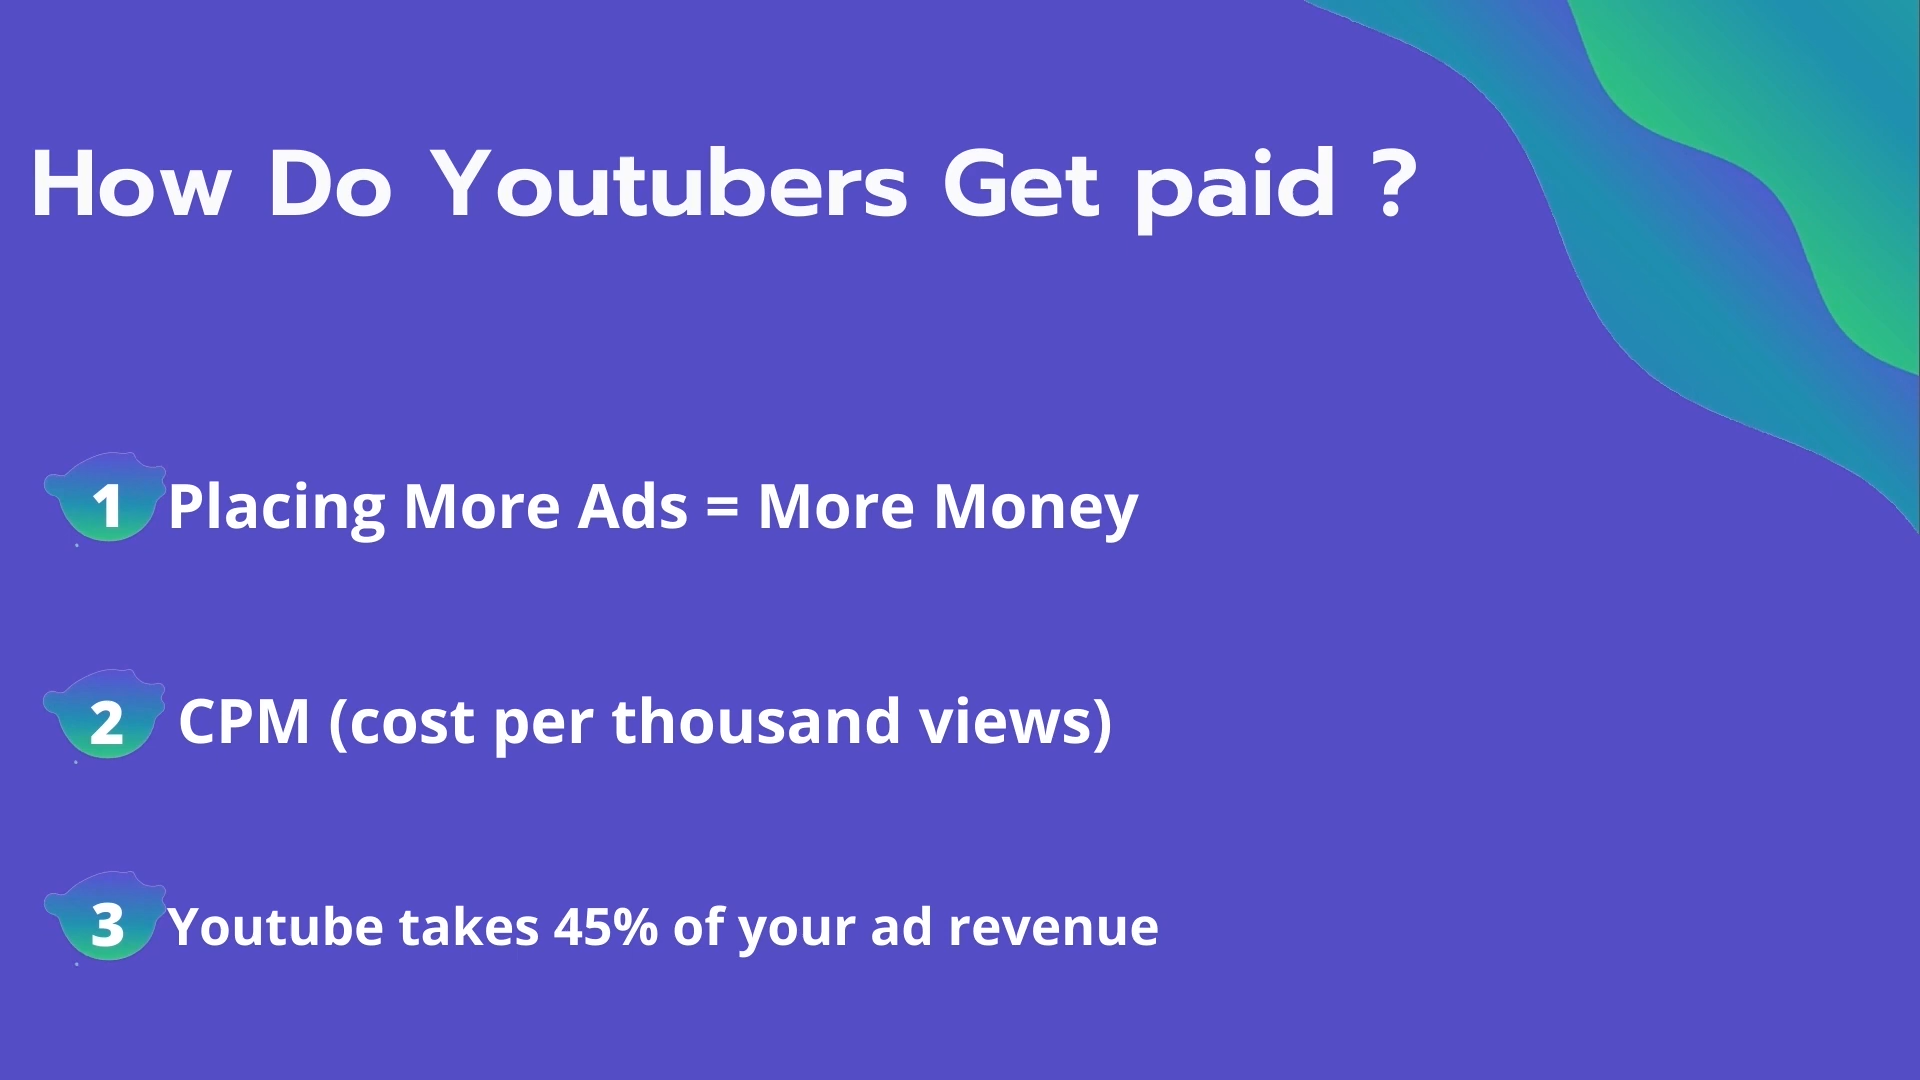 How Do Youtubers Get paid ?
1 Placing More Ads = More Money
2 CPM (cost per thousand views)
3 Youtube takes 45% of your ad revenue